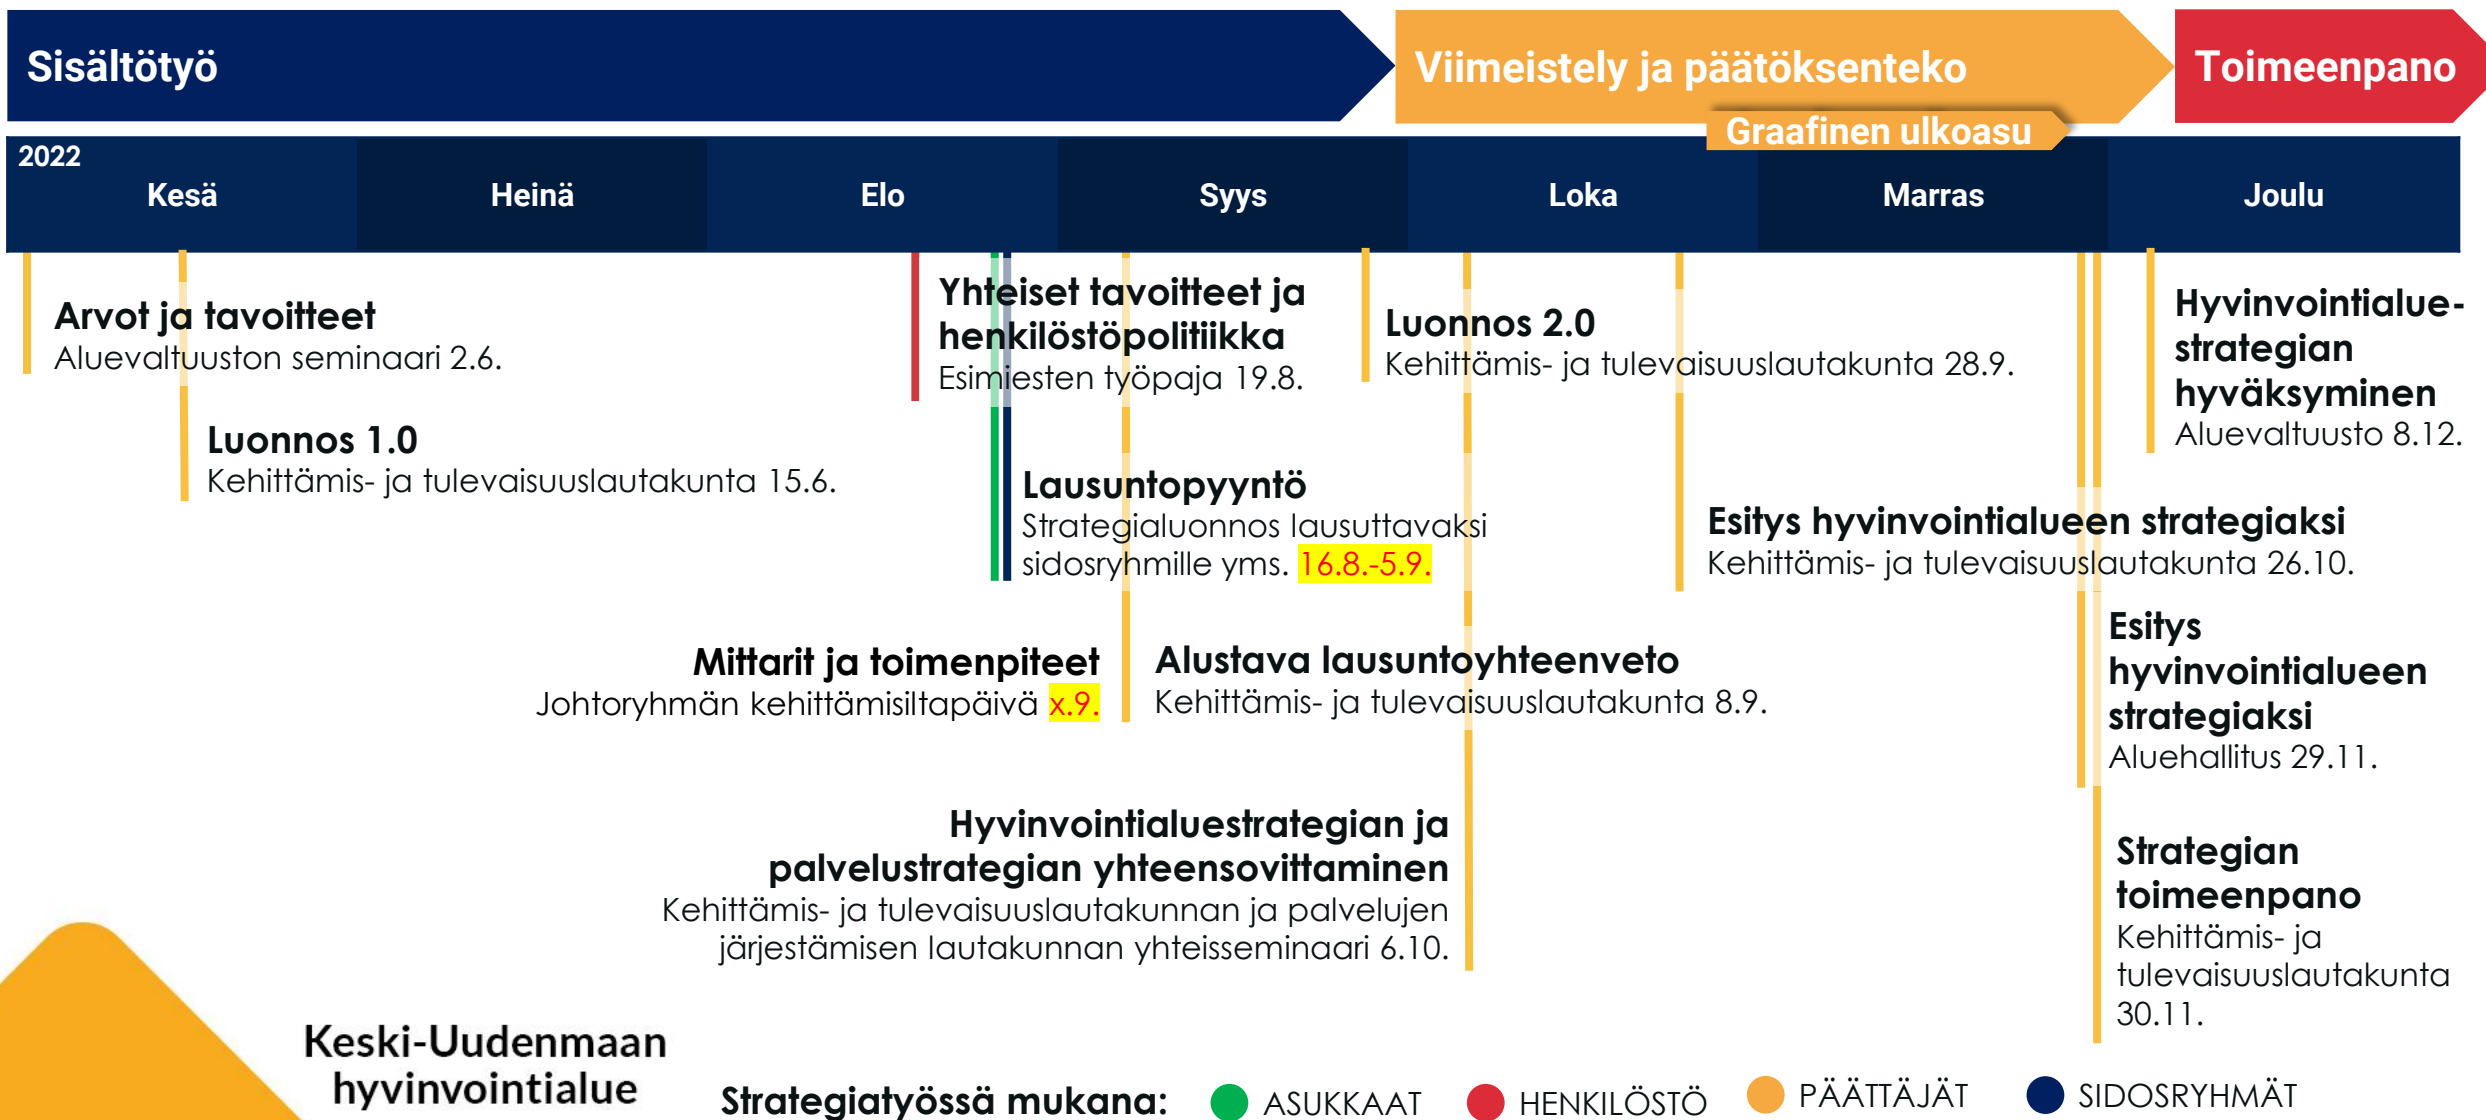 Sisältötyö
Viimeistely ja päätöksenteko
Toimeenpano
Graafinen ulkoasu
2022
Kesä
Heinä
Elo
Syys
Loka
Marras
Joulu
Arvot ja tavoitteet
Aluevaltuuston seminaari 2.6.
Luonnos 1.0
Kehittämis- ja tulevaisuuslautakunta 15.6.
Yhteiset tavoitteet ja
henkilöstöpolitiikka
Esimiesten työpaja 19.8.
Lausuntopyyntö
Strategialuonnos lausuttavaksi
sidosryhmille yms. 16.8.-5.9.
Mittarit ja toimenpiteet
Johtoryhmän kehittämisiltapäivä x.9.
Alustava lausuntoyhteenveto
Kehittämis- ja tulevaisuuslautakunta 8.9.
Luonnos 2.0
Kehittämis- ja tulevaisuuslautakunta 28.9.
Hyvinvointialuestrategian ja
palvelustrategian yhteensovittaminen
Kehittämis- ja tulevaisuuslautakunnan ja palvelujen
järjestämisen lautakunnan yhteisseminaari 6.10.
Esitys hyvinvointialueen strategiaksi
Kehittämis- ja tulevaisuuslautakunta 26.10.
Esitys
hyvinvointialueen
strategiaksi
Aluehallitus 29.11.
Strategian
toimeenpano
Kehittämis- ja
tulevaisuuslautakunta
30.11.
Hyvinvointialue-
strategian
hyväksyminen
Aluevaltuusto 8.12.
Keski-Uudenmaan
hyvinvointialue
Strategiatyössä mukana:
ASUKKAAT
HENKILÖSTÖ
PÄÄTTÄJÄT
SIDOSRYHMÄT